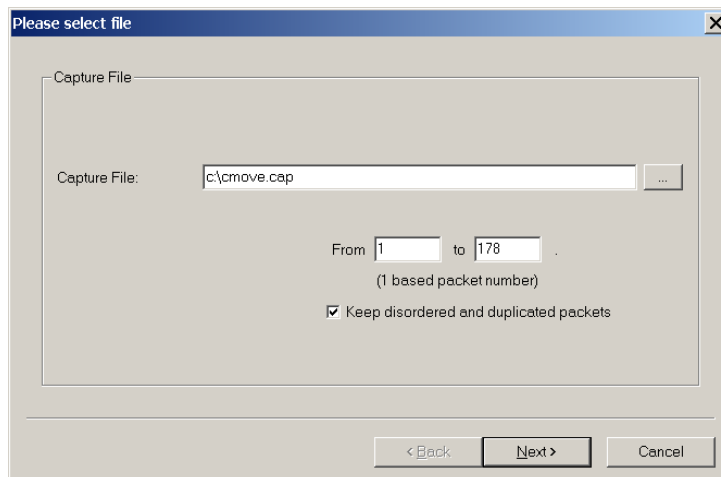 Please select file
Capture File
Capture File: c:\cmove.cap ...
From 1 to 178 .
(1 based packet number)
Keep disordered and duplicated packets
< Back Next > Cancel